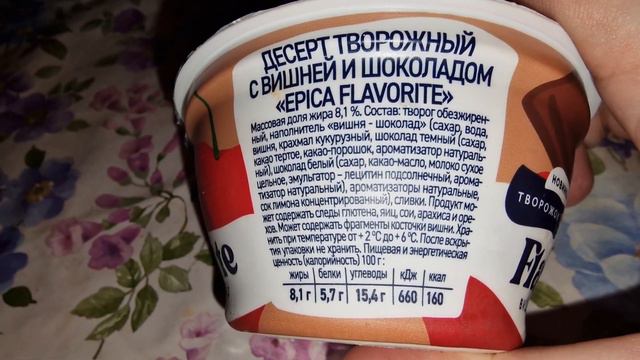 ДЕСЕРТ ТВОРОЖНЫЙ
С ВИШНЕЙ И ШОКОЛАДОМ
«EPICA FLAVORITE»
Массовая доля жира 8,1 %. Состав: творог обезжирен-
ный, наполнитель «вишня - шоколад» (сахар, вода,
вишня, крахмал кукурузный, шоколад темный (сахар,
какао тертое, какао-порошок, ароматизатор натураль-
ный), шоколад белый (сахар, какао-масло, молоко сухое
цельное, эмульгатор – лецитин подсолнечный, арома-
тизатор натуральный), ароматизаторы натуральные,
сок лимона концентрированный), сливки. Продукт мо-
жет содержать следы глютена, яиц, сои, арахиса и оре-
хов. Может содержать фрагменты косточки вишни. Хра-
нить при температуре от + 2 °C до + 6 °C. После вскры-
тия упаковки не хранить. Пищевая и энергетическая
ценность (калорийность) 100 г:
жиры белки углеводы кДж ккал
8,1 г 5,7 г 15,4 г 660 160